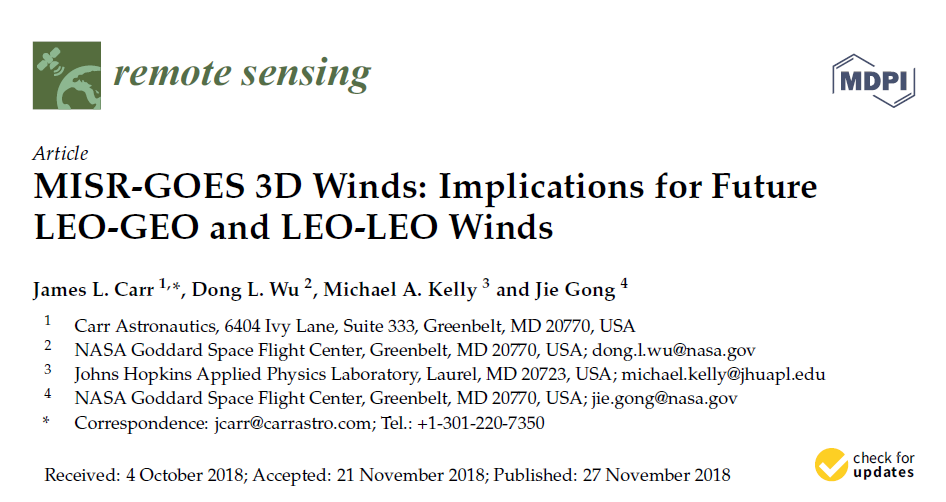 remote sensing
MDPI
Article
MISR-GOES 3D Winds: Implications for Future
LEO-GEO and LEO-LEO Winds
James L. Carr 1,*, Dong L. Wu 2, Michael A. Kelly 3 and Jie Gong 4
1 Carr Astronautics, 6404 Ivy Lane, Suite 333, Greenbelt, MD 20770, USA
2 NASA Goddard Space Flight Center, Greenbelt, MD 20770, USA; dong.l.wu@nasa.gov
3 Johns Hopkins Applied Physics Laboratory, Laurel, MD 20723, USA; michael.kelly@jhuapl.edu
4 NASA Goddard Space Flight Center, Greenbelt, MD 20770, USA; jie.gong@nasa.gov
* Correspondence: jcarr@carrastro.com; Tel.: +1-301-220-7350
Received: 4 October 2018; Accepted: 21 November 2018; Published: 27 November 2018
check for
updates